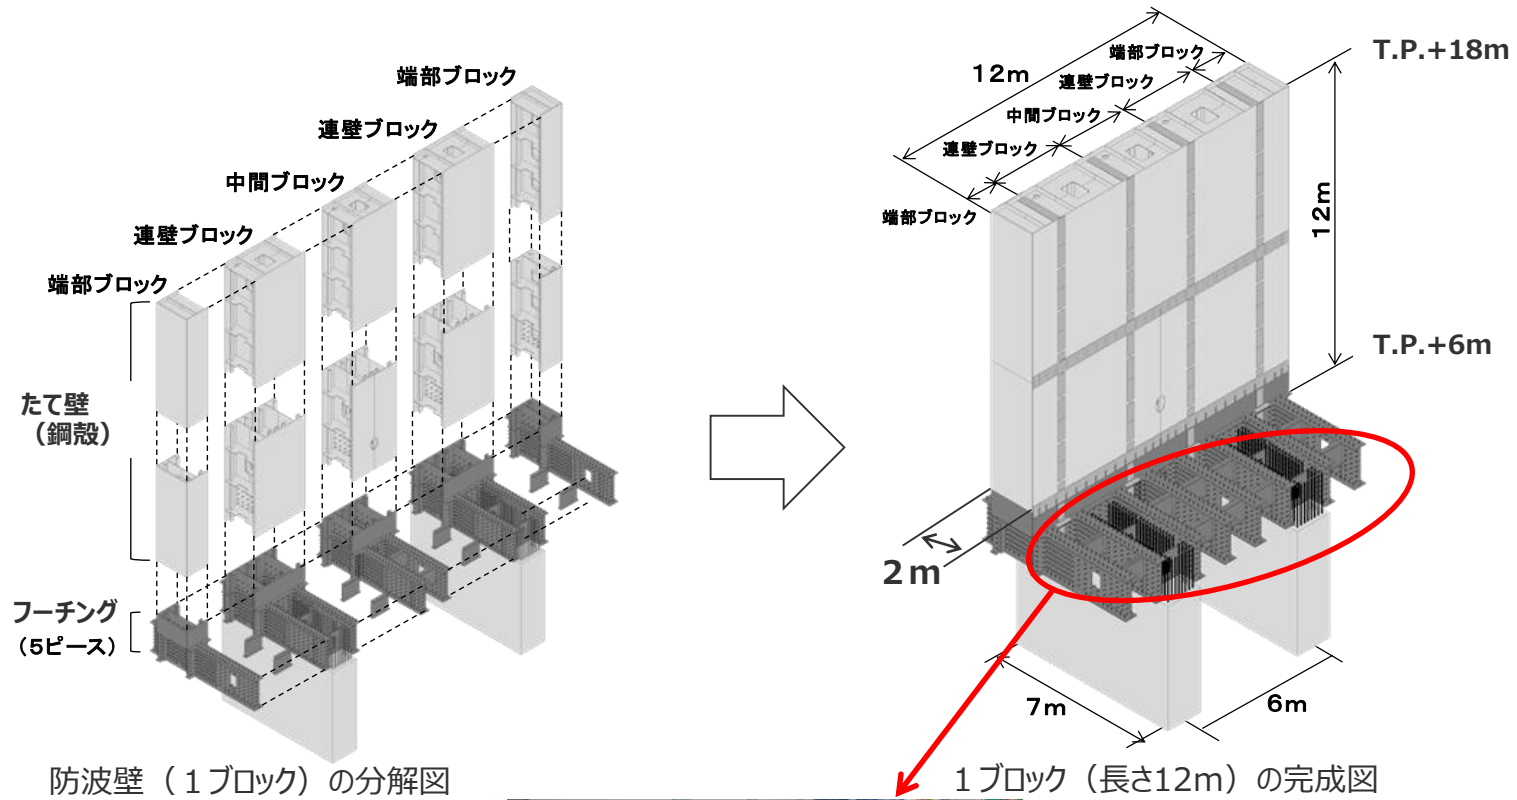 端部ブロック
連壁ブロック
中間ブロック
連壁ブロック
端部ブロック
たて壁
（鋼殻）
フーチング
（5ピース）
防波壁（１ブロック）の分解図
12m
端部ブロック
連壁ブロック
中間ブロック
連壁ブロック
端部ブロック
T.P.+18m
12m
T.P.+6m
2m
7m
6m
１ブロック（長さ12m）の完成図